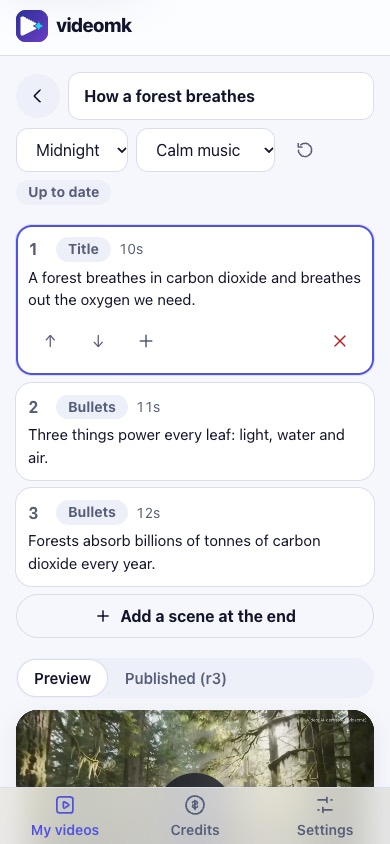 videomk
How a forest breathes
Midnight
Calm music
Up to date
1 Title 10s
A forest breathes in carbon dioxide and breathes
out the oxygen we need.
2 Bullets 11s
Three things power every leaf: light, water and
air.
3 Bullets 12s
Forests absorb billions of tonnes of carbon
dioxide every year.
Add a scene at the end
Preview Published (r3)
My videos Credits Settings